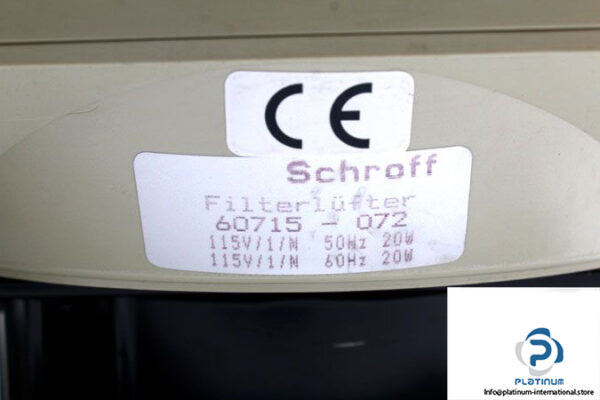 CE
Schroff
Filterlüfter
60715 - 072
115V/1/N 50Hz 20W
115V/1/N 60Hz 20W
PLATINUM
Info@platinum-international.store